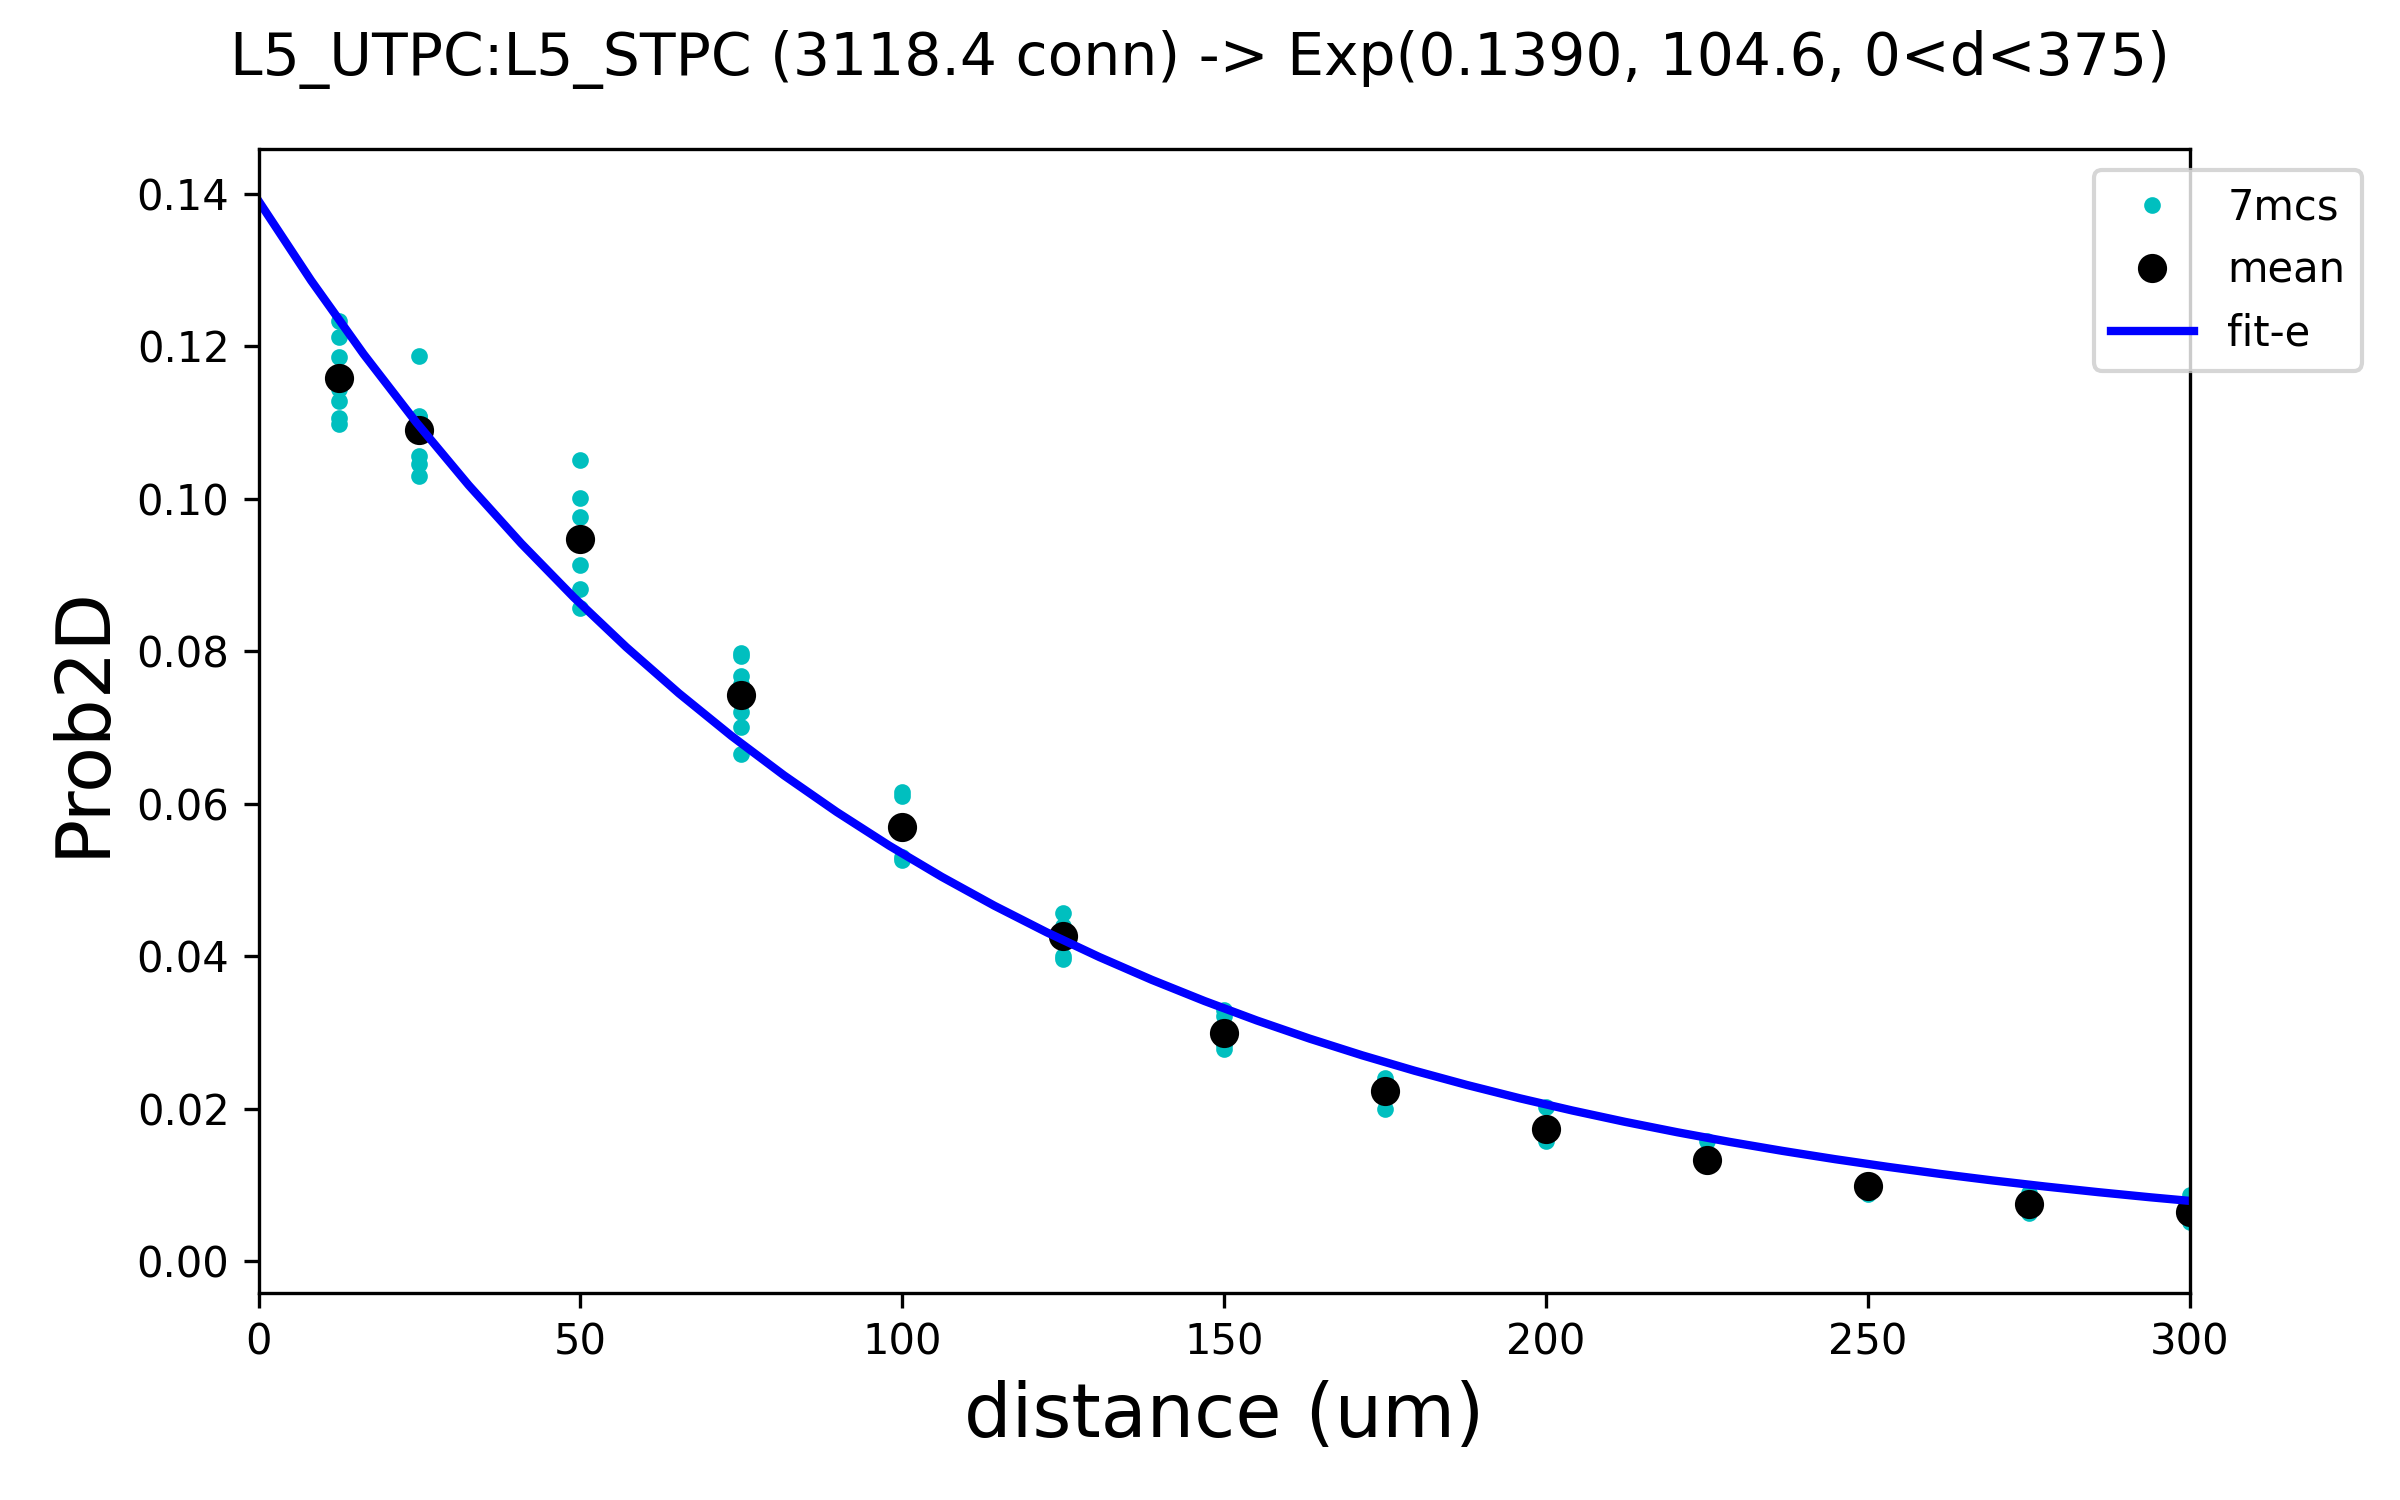 L5_UTPC:L5_STPC (3118.4 conn) -> Exp(0.1390, 104.6, 0<d<375)
7mcs
mean
fit-e
Prob2D
0.14
0.12
0.10
0.08
0.06
0.04
0.02
0.00
0 50 100 150 200 250 300
distance (um)